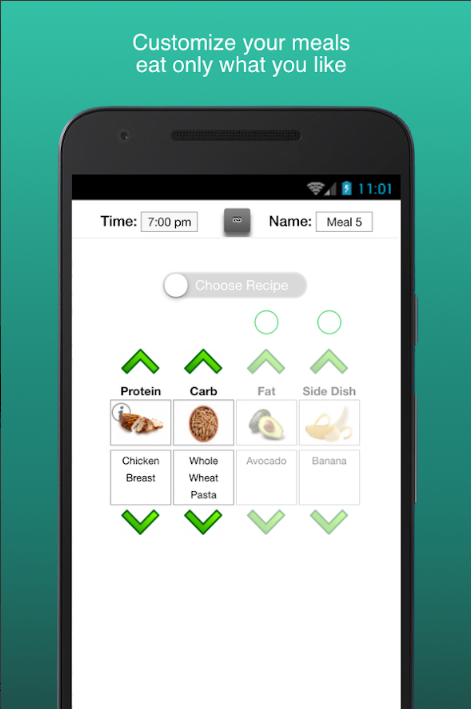 Customize your meals
eat only what you like
11:01
Time: 7:00 pm Name: Meal 5
Choose Recipe
Protein Carb Fat Side Dish
Chicken Whole Avocado Banana
Breast Wheat
Pasta